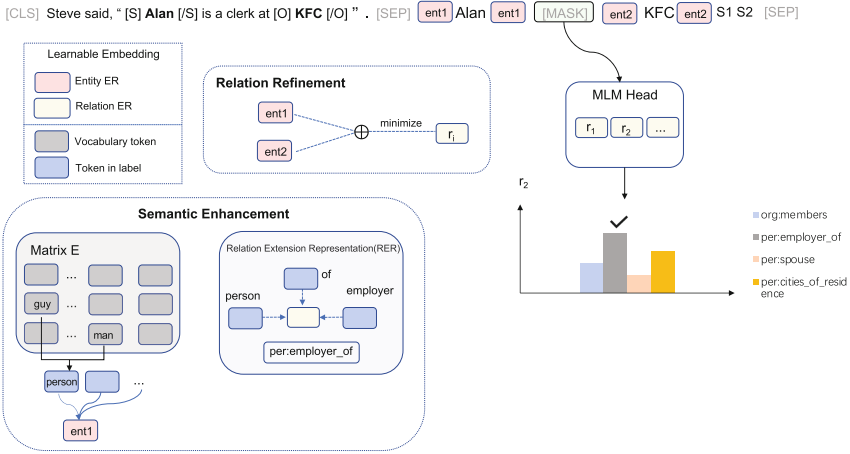 [CLS] Steve said, “ [S] Alan [/S] is a clerk at [O] KFC [/O] ” . [SEP] ent1 Alan ent1 [MASK] ent2 KFC ent2 S1 S2 [SEP]
Learnable Embedding
Entity ER
Relation ER
Vocabulary token
Token in label
Relation Refinement
ent1
ent2
minimize
ri
MLM Head
r1 r2 ...
r2
org:members
per:employer_of
per:spouse
per:cities_of_resid
ence
Semantic Enhancement
Matrix E
...
guy ...
... man
person ...
ent1
Relation Extension Representation(RER)
of
person
employer
per:employer_of